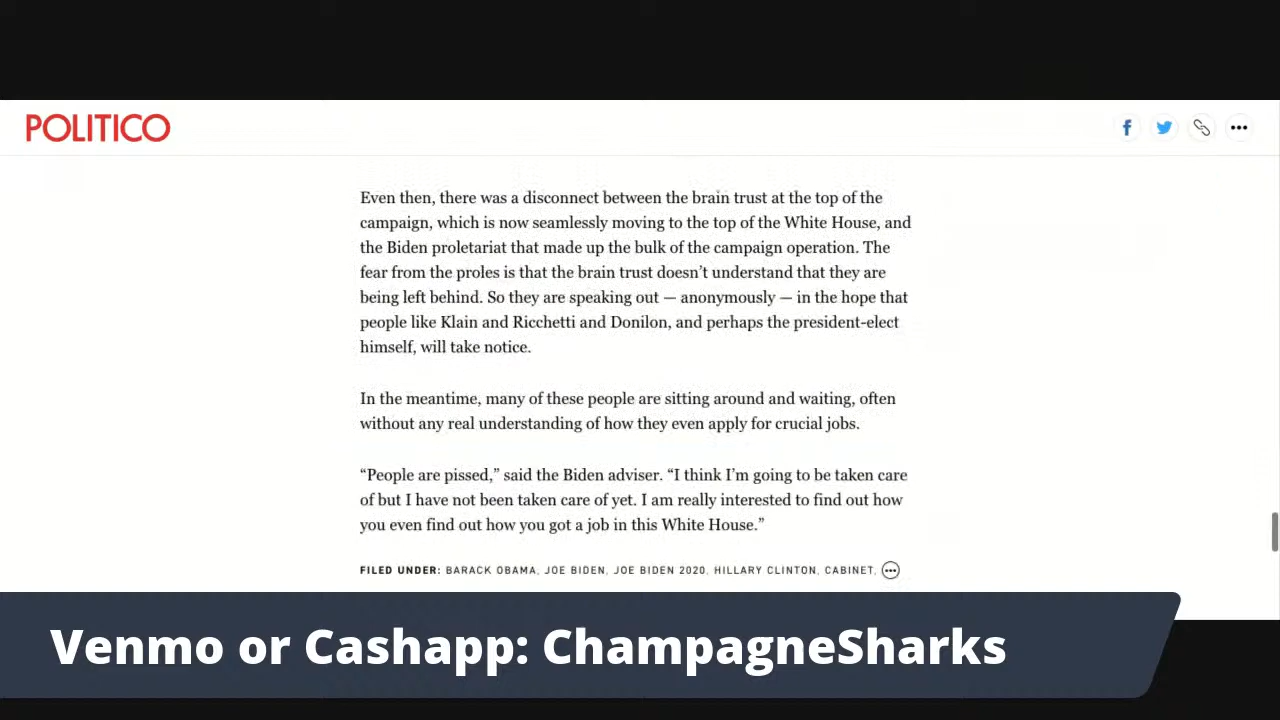 POLITICO
Even then, there was a disconnect between the brain trust at the top of the
campaign, which is now seamlessly moving to the top of the White House, and
the Biden proletariat that made up the bulk of the campaign operation. The
fear from the proles is that the brain trust doesn’t understand that they are
being left behind. So they are speaking out — anonymously — in the hope that
people like Klain and Ricchetti and Donilon, and perhaps the president-elect
himself, will take notice.
In the meantime, many of these people are sitting around and waiting, often
without any real understanding of how they even apply for crucial jobs.
“People are pissed,” said the Biden adviser. “I think I’m going to be taken care
of but I have not been taken care of yet. I am really interested to find out how
you even find out how you got a job in this White House.”
FILED UNDER: BARACK OBAMA, JOE BIDEN, JOE BIDEN 2020, HILLARY CLINTON, CABINET,
Venmo or Cashapp: ChampagneSharks